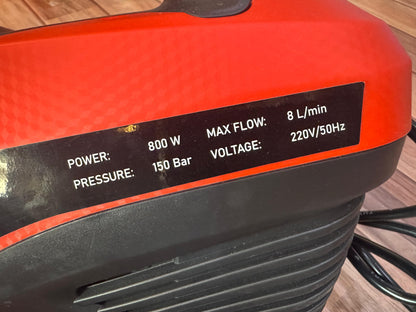 POWER: 800 W MAX FLOW: 8 L/min
PRESSURE: 150 Bar VOLTAGE: 220V/50Hz